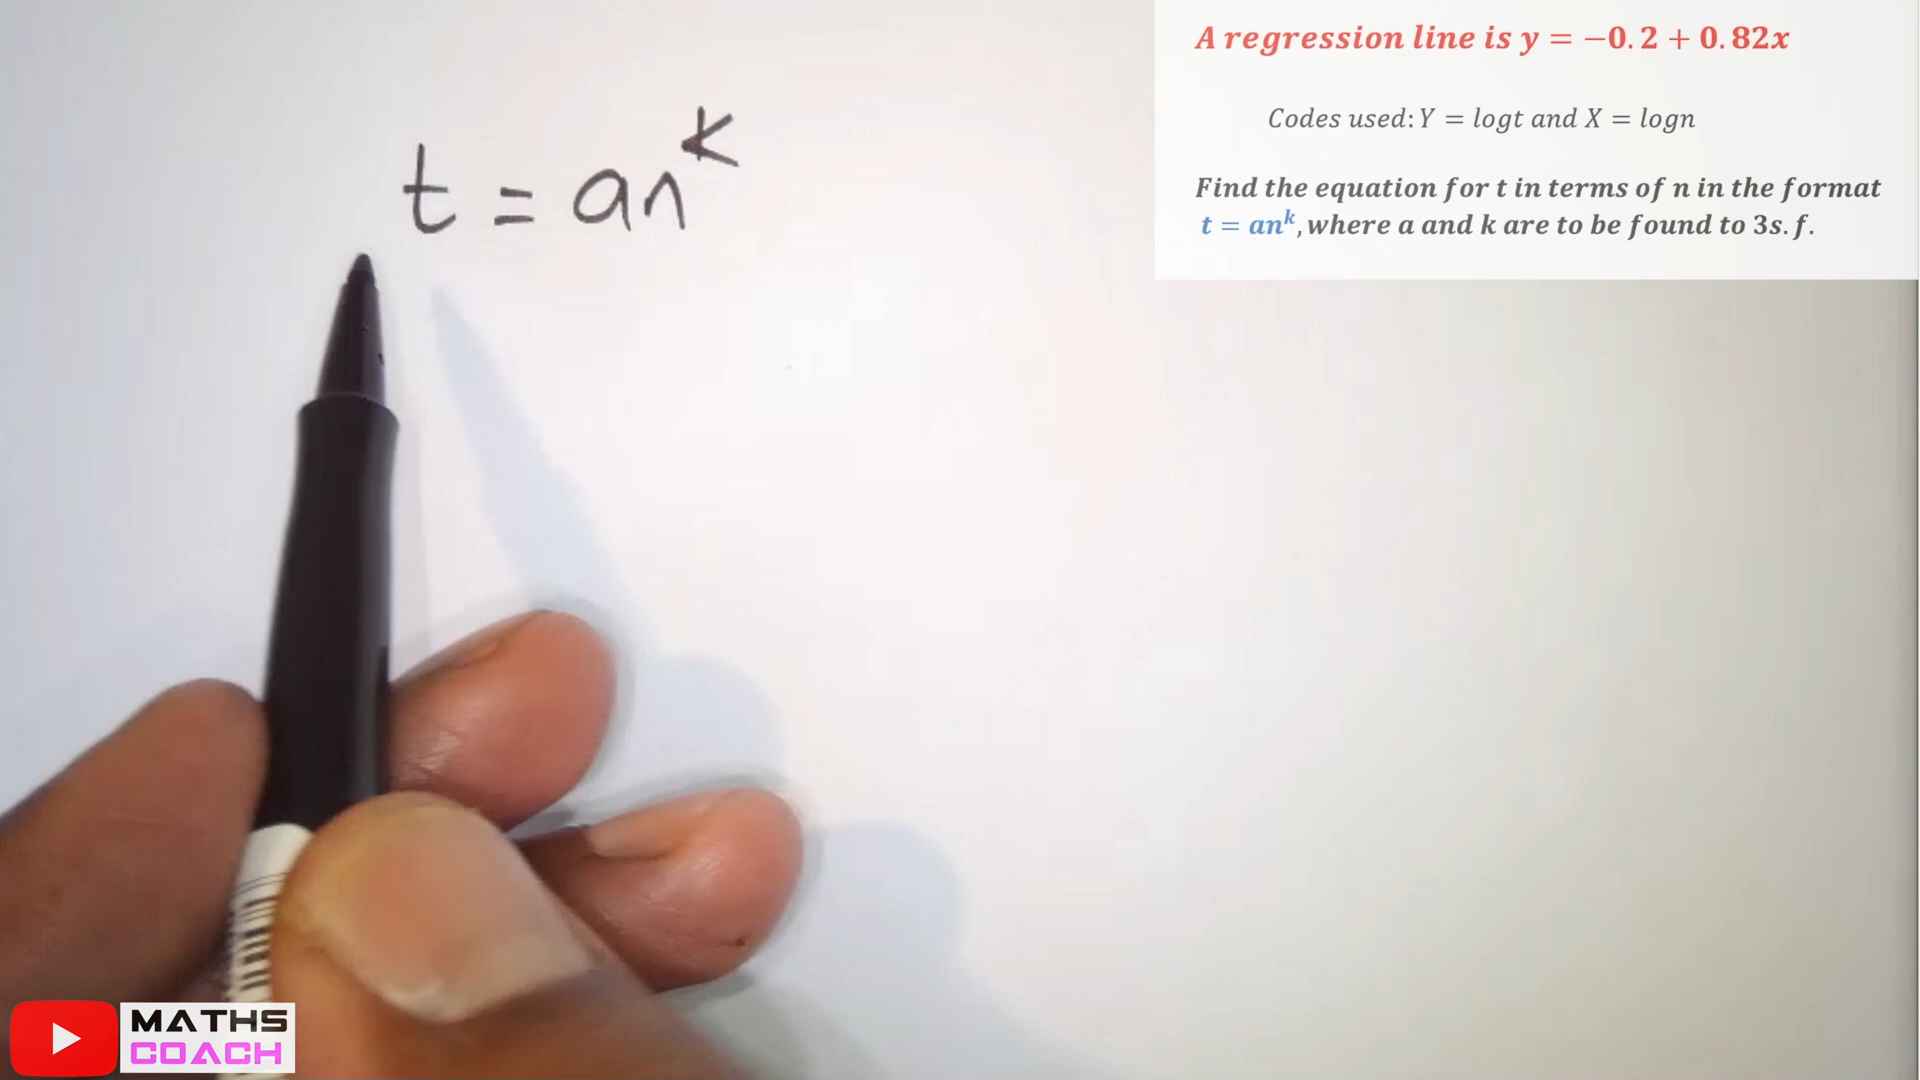 t = an^k
A regression line is y = −0.2 + 0.82x
Codes used: Y = logt and X = logn
Find the equation for t in terms of n in the format
t = an^k, where a and k are to be found to 3s.f.
MATHS
COACH